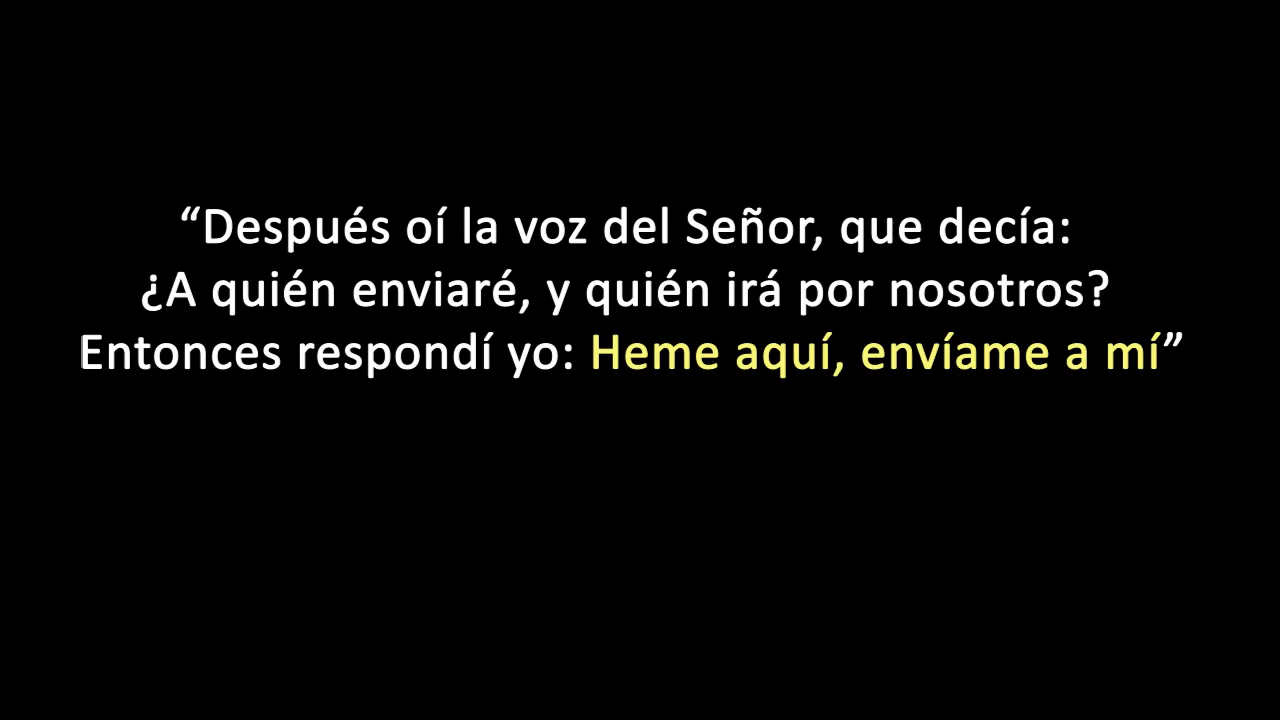 “Después oí la voz del Señor, que decía:
¿A quién enviaré, y quién irá por nosotros?
Entonces respondí yo: Heme aquí, envíame a mí”